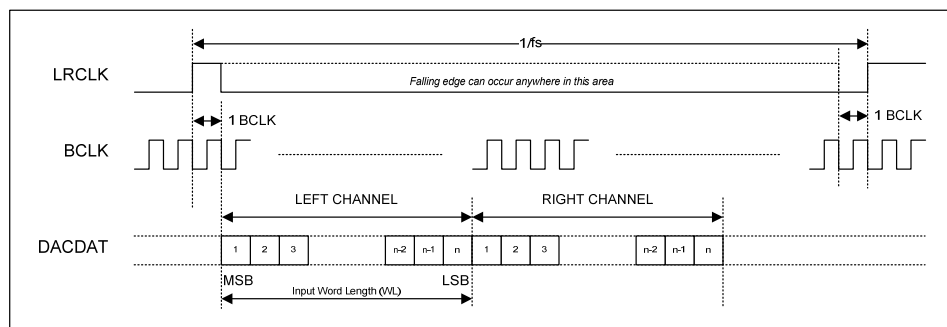 1/fs
LRCLK
Falling edge can occur anywhere in this area
1 BCLK
1 BCLK
BCLK
LEFT CHANNEL
RIGHT CHANNEL
DACDAT
1 2 3 n-2 n-1 n 1 2 3 n-2 n-1 n
MSB
LSB
Input Word Length (WL)